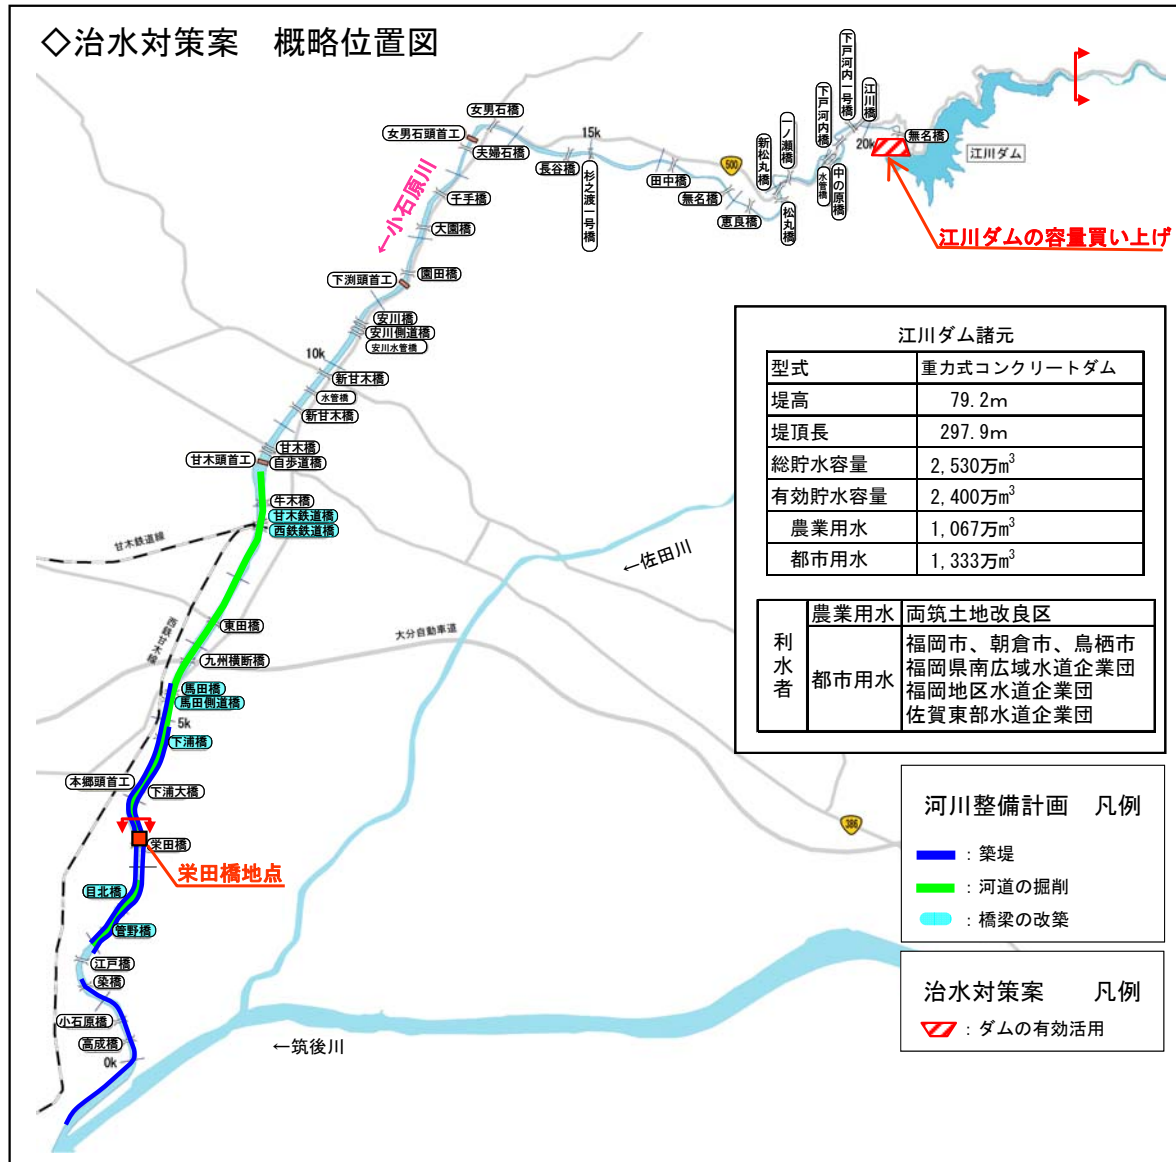 ◇治水対策案　概略位置図
下戸河内一号橋
江川橋
下戸河内橋
女男石橋
女男石頭首工
15k
一ノ瀬橋
新松丸橋
20k
無名橋
江川ダム
夫婦石橋
長谷橋
杉之渡一号橋
田中橋
500
無名橋
恵良橋
松丸橋
水管橋
中の原橋
←小石原川
千手橋
大園橋
江川ダムの容量買い上げ
園田橋
下渕頭首工
安川橋
安川側道橋
安川水管橋
10k
新甘木橋
水管橋
新甘木橋
甘木橋
甘木頭首工
自歩道橋
牛木橋
甘木鉄道橋
西鉄鉄道橋
甘木鉄道線
西鉄甘木線
←佐田川
東田橋
大分自動車道
九州横断橋
馬田橋
馬田側道橋
5k
下浦橋
本郷頭首工
下浦大橋
栄田橋
栄田橋地点
386
目北橋
管野橋
江戸橋
染橋
小石原橋
高成橋
0k
←筑後川
江川ダム諸元
型式 重力式コンクリートダム
堤高 79.2m
堤頂長 297.9m
総貯水容量 2,530万m³
有効貯水容量 2,400万m³
農業用水 1,067万m³
都市用水 1,333万m³
利水者
農業用水 両筑土地改良区
都市用水
福岡市、朝倉市、鳥栖市
福岡県南広域水道企業団
福岡地区水道企業団
佐賀東部水道企業団
河川整備計画　凡例
：築堤
：河道の掘削
：橋梁の改築
治水対策案　凡例
：ダムの有効活用